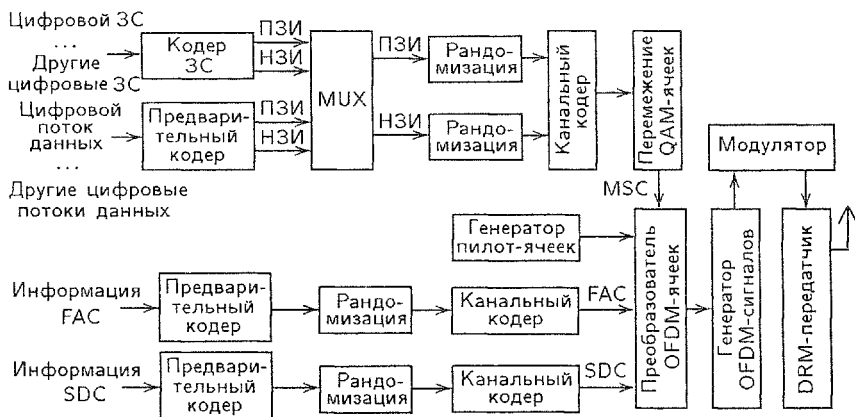 Цифровой ЗС
...
Другие
цифровые ЗС
Кодер
ЗС
ПЗИ
НЗИ
Цифровой
поток
данных
...
Другие цифровые
потоки данных
Предвари-
тельный
кодер
ПЗИ
НЗИ
MUX
ПЗИ
НЗИ
Рандо-
мизация
Рандо-
мизация
Канальный
кодер
Перемежение
QAM-ячеек
MSC
Модулятор
Генератор
пилот-ячеек
Преобразователь
OFDM-ячеек
Генератор
OFDM-сигналов
DRM-передатчик
Информация
FAC
Предвари-
тельный
кодер
Рандо-
мизация
Канальный
кодер
FAC
Информация
SDC
Предвари-
тельный
кодер
Рандо-
мизация
Канальный
кодер
SDC